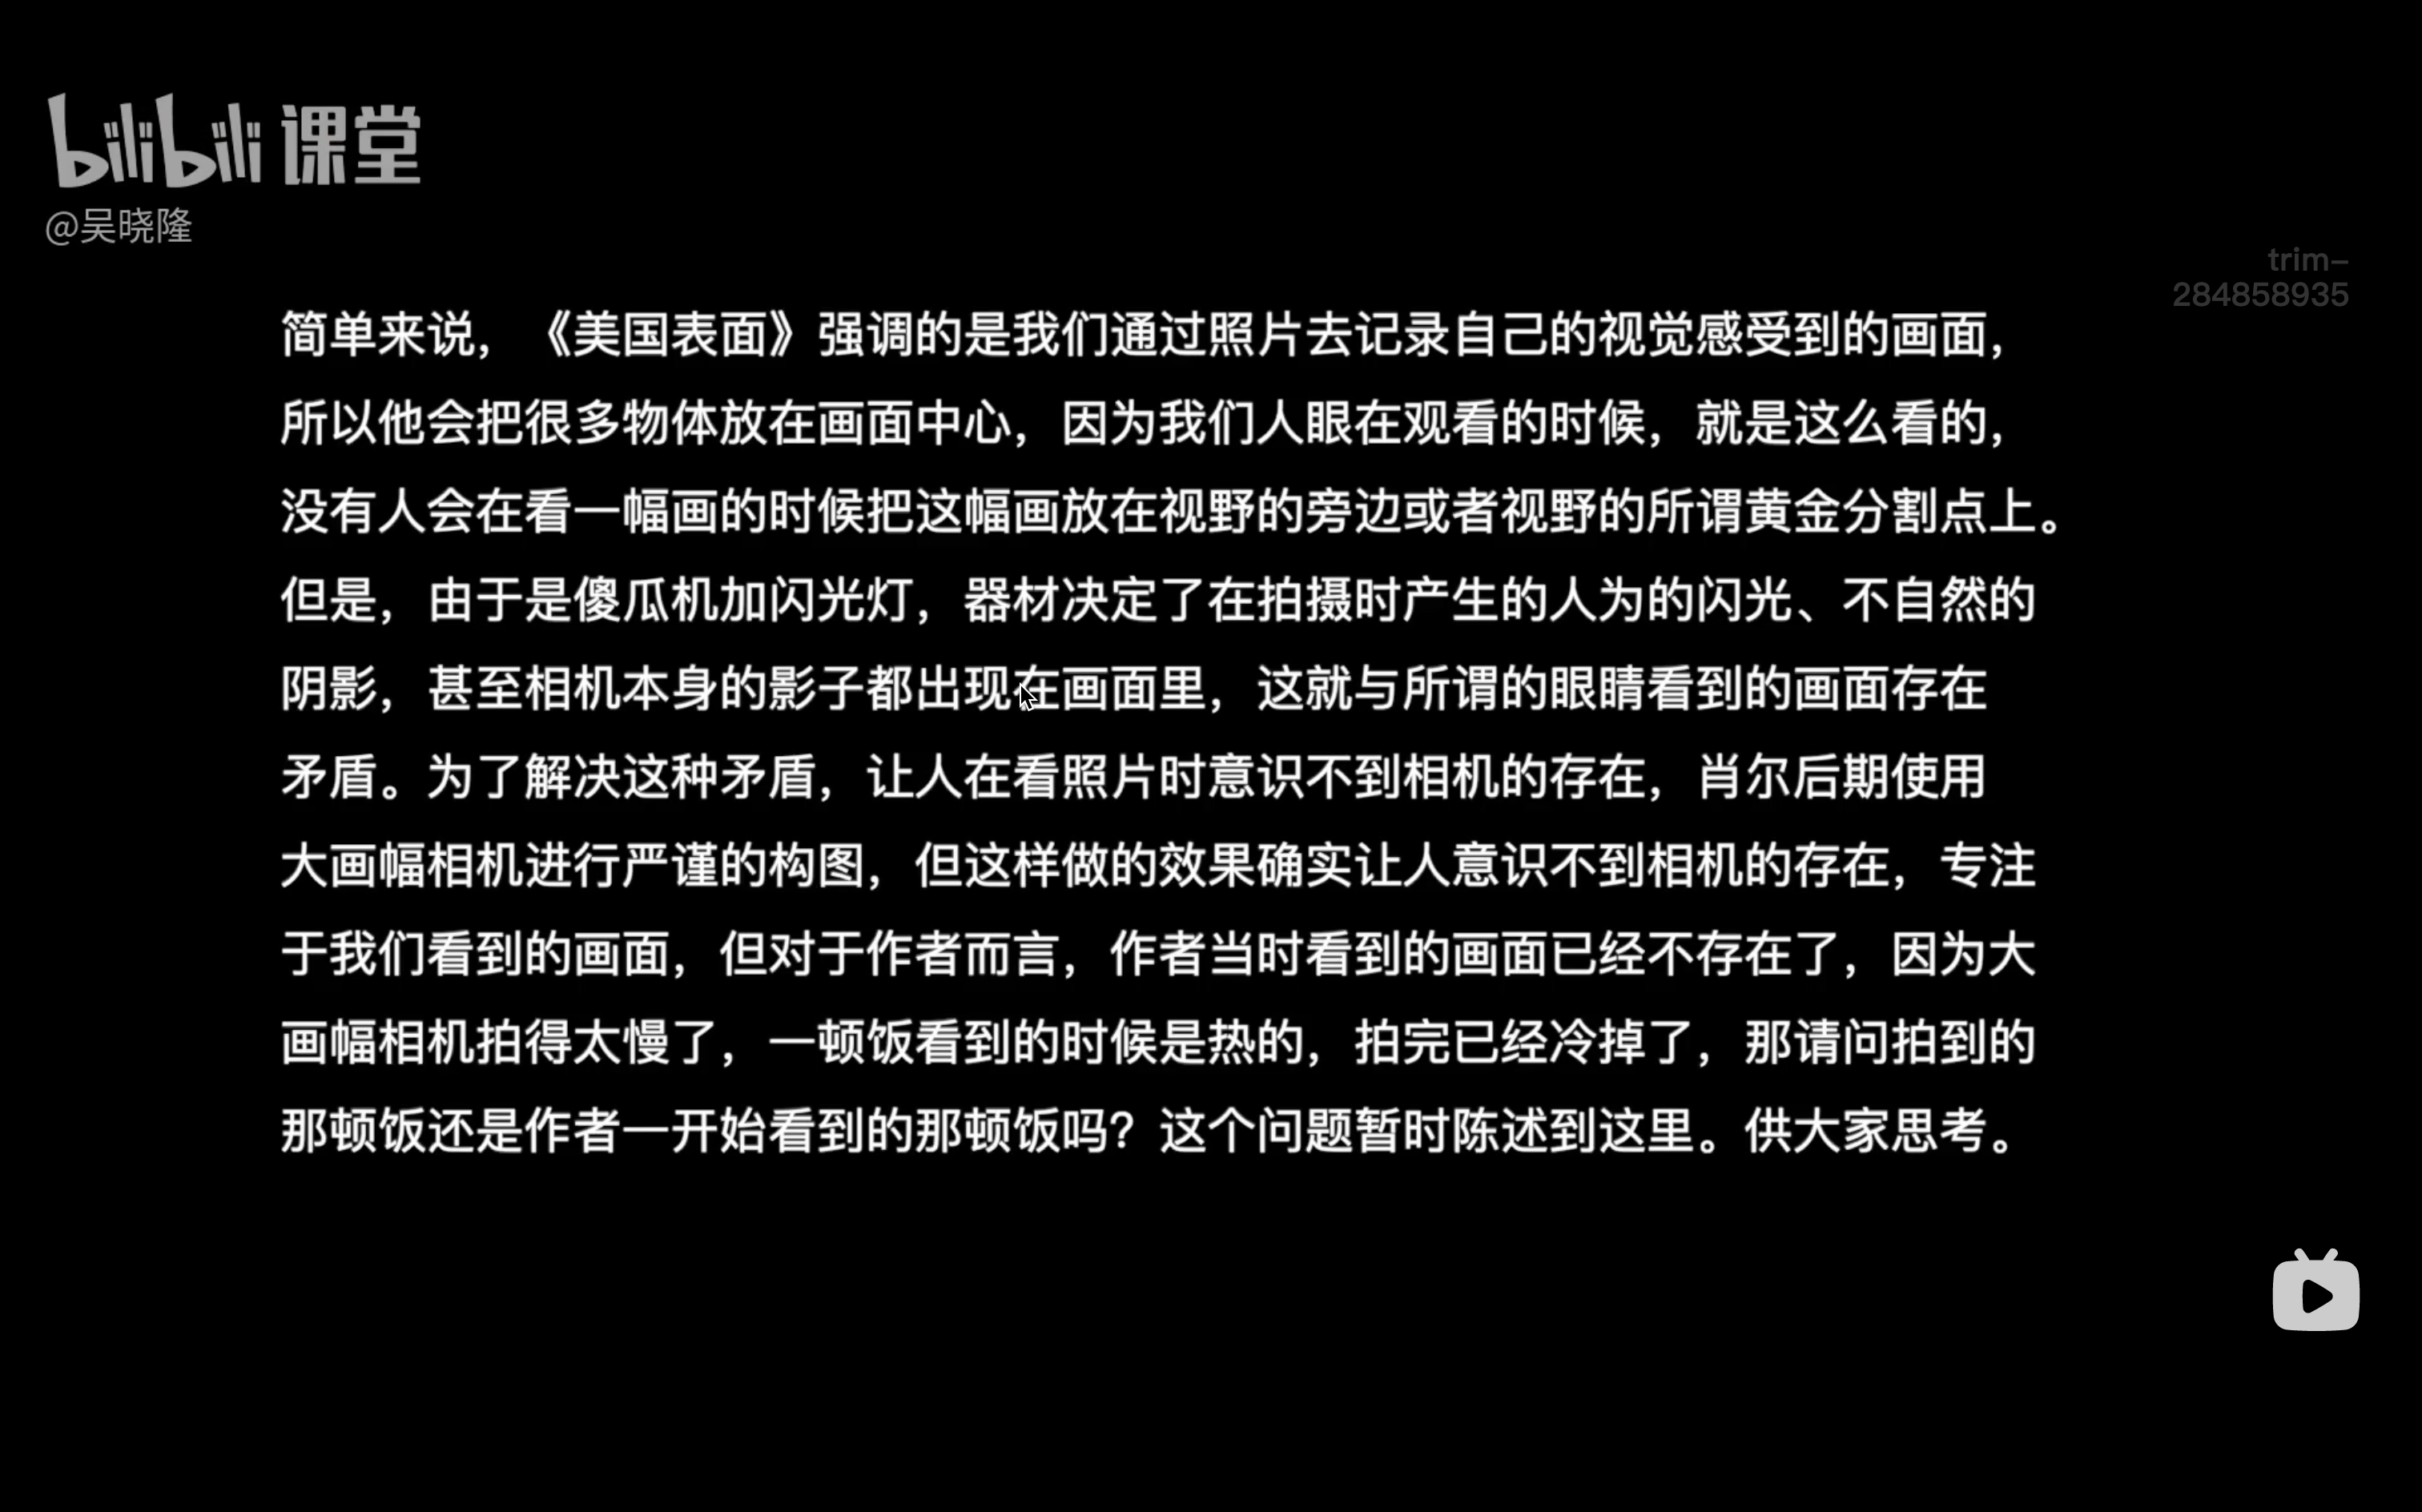 bilibili 课堂
@吴晓隆
trim-
284858935
简单来说，《美国表面》强调的是我们通过照片去记录自己的视觉感受到的画面，
所以他会把很多物体放在画面中心，因为我们人眼在观看的时候，就是这么看的，
没有人会在看一幅画的时候把这幅画放在视野的旁边或者视野的所谓黄金分割点上。
但是，由于是傻瓜机加闪光灯，器材决定了在拍摄时产生的人为的闪光、不自然的
阴影，甚至相机本身的影子都出现在画面里，这就与所谓的眼睛看到的画面存在
矛盾。为了解决这种矛盾，让人在看照片时意识不到相机的存在，肖尔后期使用
大画幅相机进行严谨的构图，但这样做的效果确实让人意识不到相机的存在，专注
于我们看到的画面，但对于作者而言，作者当时看到的画面已经不存在了，因为大
画幅相机拍得太慢了，一顿饭看到的时候是热的，拍完已经冷掉了，那请问拍到的
那顿饭还是作者一开始看到的那顿饭吗？这个问题暂时陈述到这里。供大家思考。